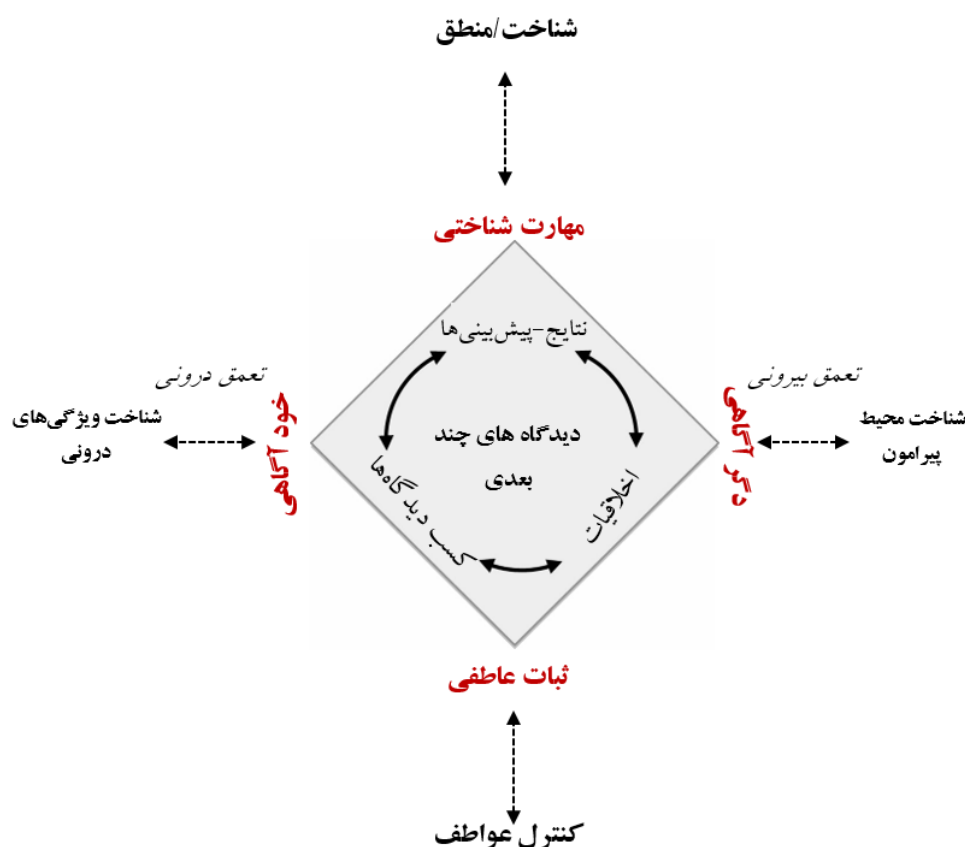 شناخت/منطق
مهارت شناختی
نتایج-پیش‌بینی‌ها
تعمق بیرونی
شناخت محیط
پیرامون
دگر آگاهی
اخلاقیات
دیدگاه های چند
بعدی
کسب دیدگاه‌ها
تعمق درونی
خود آگاهی
شناخت ویژگی‌های
درونی
ثبات عاطفی
کنترل عواطف